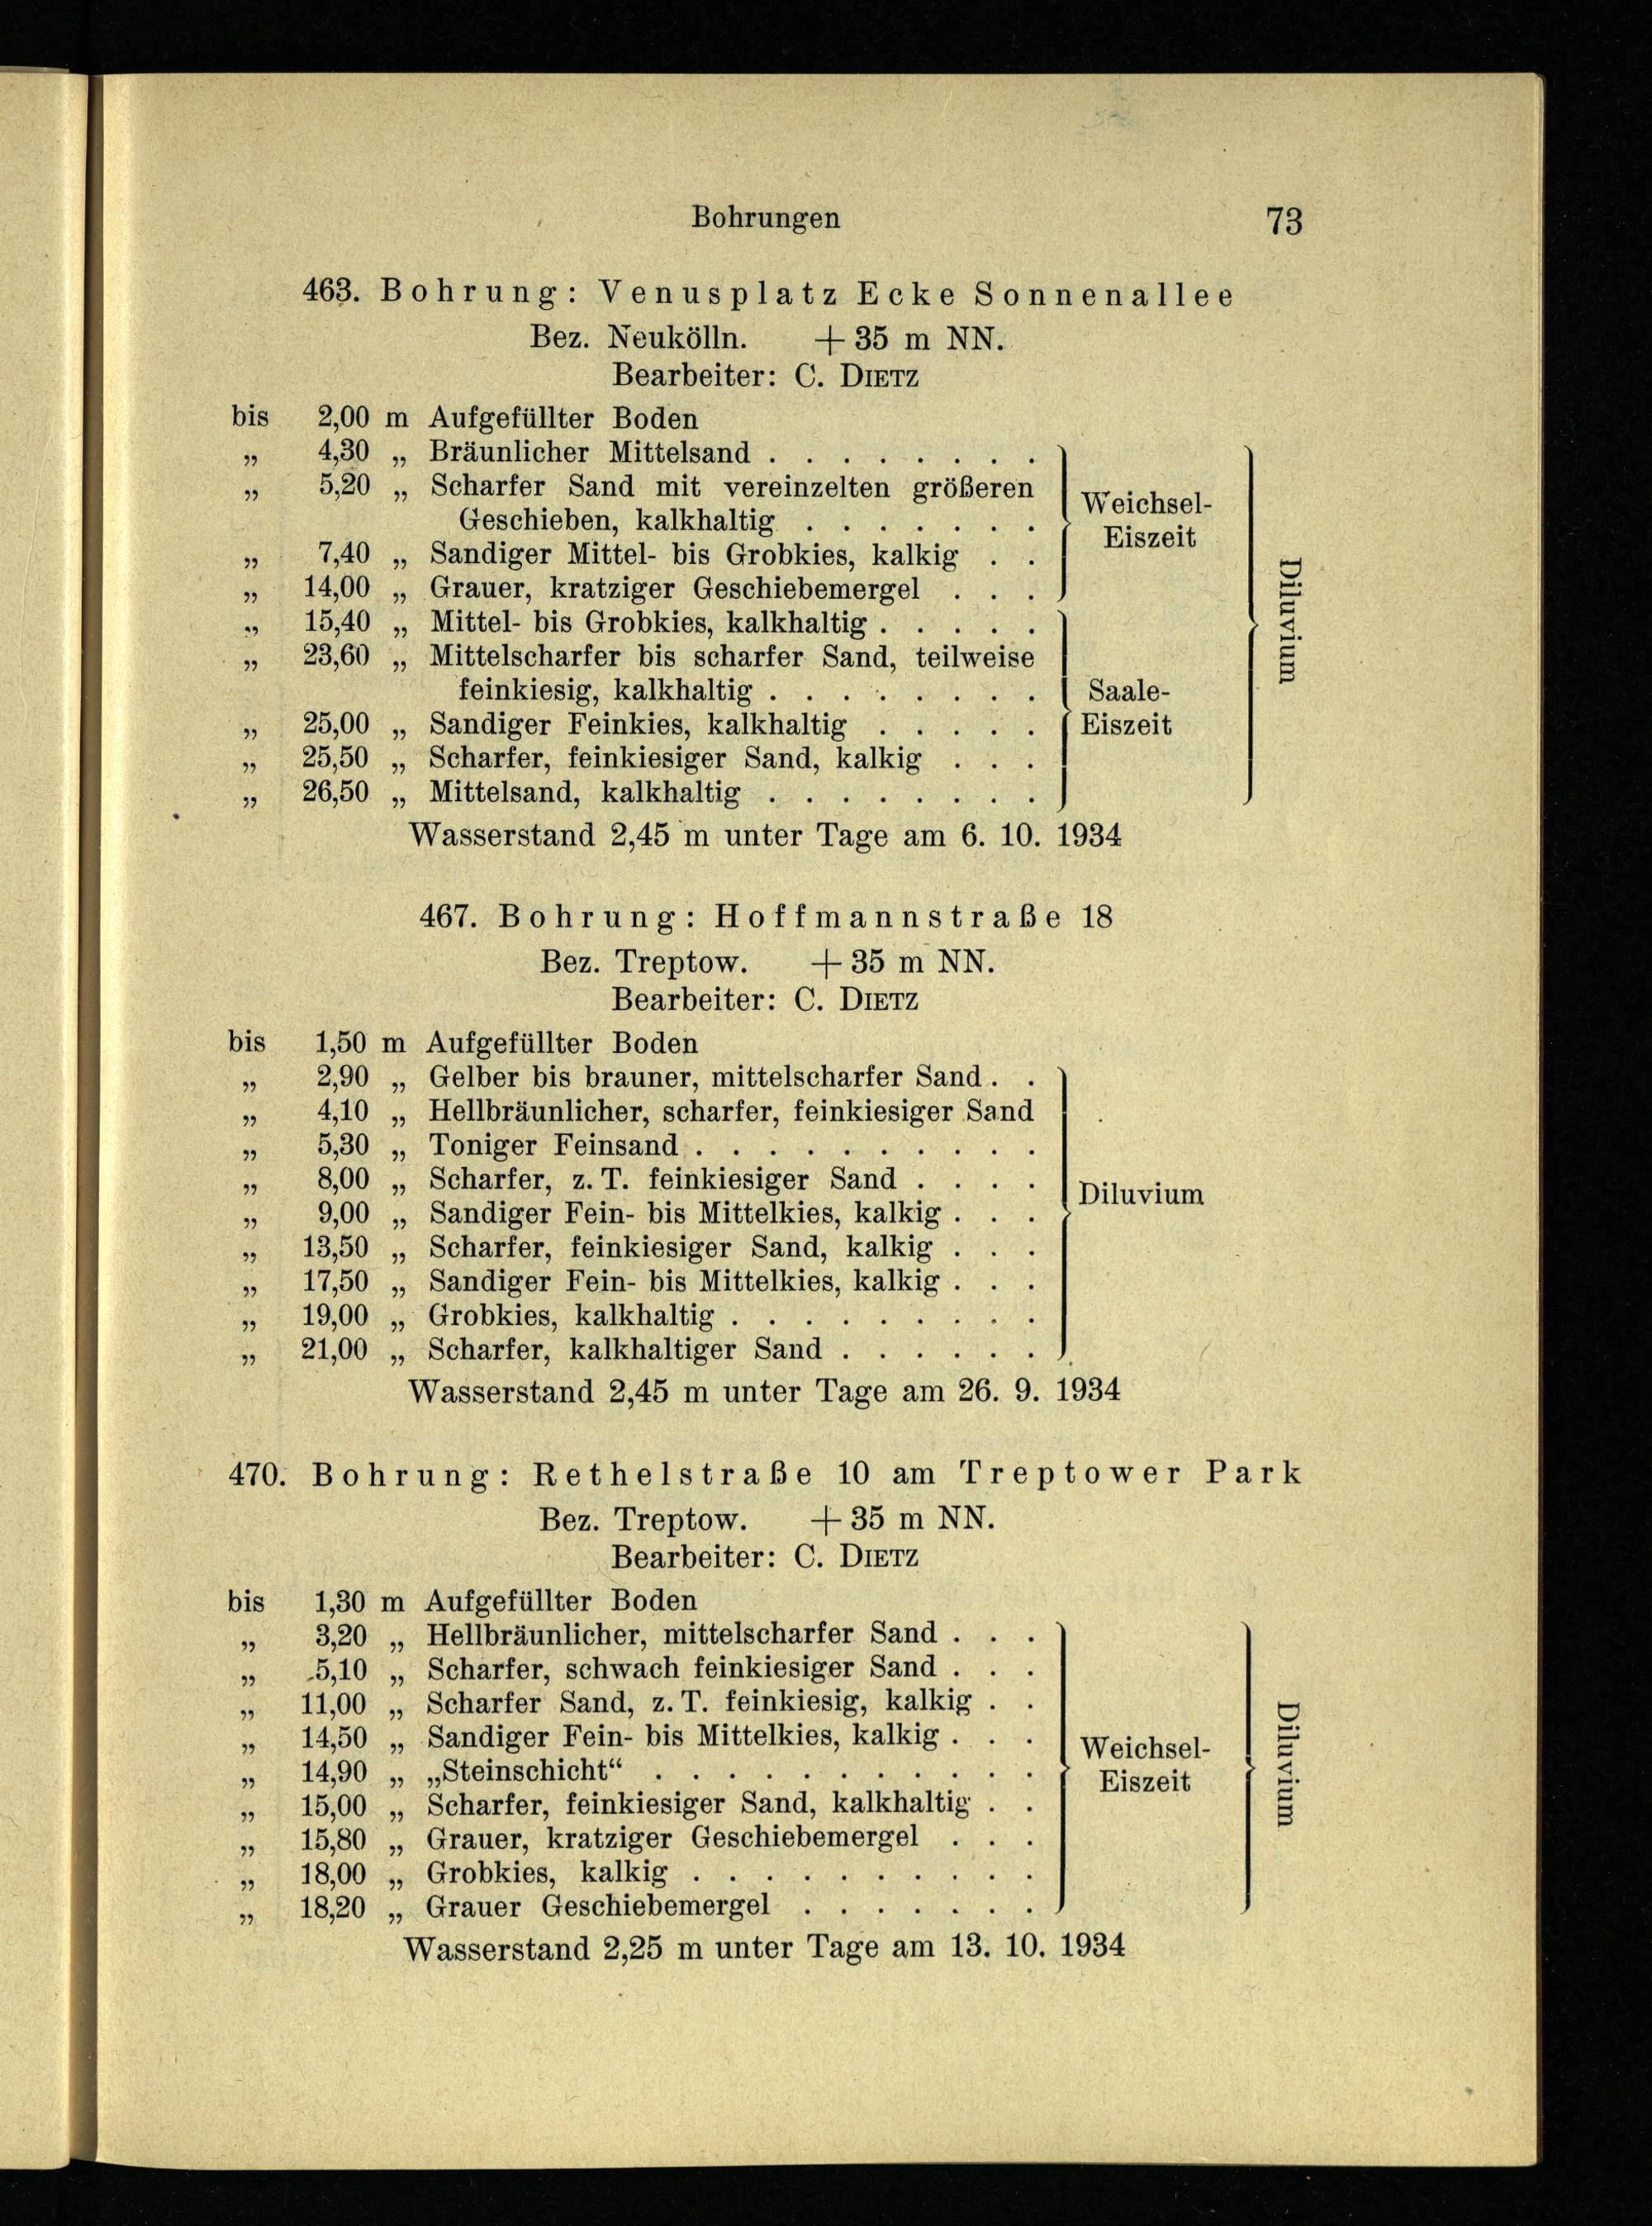 Bohrungen 73
463. Bohrung: Venusplatz Ecke Sonnenallee
Bez. Neukölln. + 35 m NN.
Bearbeiter: C. DIETZ
bis 2,00 m Aufgefüllter Boden
„ 4,30 „ Bräunlicher Mittelsand . . . . . . . .
„ 5,20 „ Scharfer Sand mit vereinzelten größeren
Geschieben, kalkhaltig . . . . . . .
Weichsel-
Eiszeit
„ 7,40 „ Sandiger Mittel- bis Grobkies, kalkig . .
„ 14,00 „ Grauer, kratziger Geschiebemergel . . .
„ 15,40 „ Mittel- bis Grobkies, kalkhaltig . . . . .
„ 23,60 „ Mittelscharfer bis scharfer Sand, teilweise
feinkiesig, kalkhaltig . . . . . . . .
Saale-
Eiszeit
„ 25,00 „ Sandiger Feinkies, kalkhaltig . . . . .
„ 25,50 „ Scharfer, feinkiesiger Sand, kalkig . . .
„ 26,50 „ Mittelsand, kalkhaltig . . . . . . . .
Diluvium
Wasserstand 2,45 m unter Tage am 6. 10. 1934
467. Bohrung: Hoffmannstraße 18
Bez. Treptow. + 35 m NN.
Bearbeiter: C. DIETZ
bis 1,50 m Aufgefüllter Boden
„ 2,90 „ Gelber bis brauner, mittelscharfer Sand . .
„ 4,10 „ Hellbräunlicher, scharfer, feinkiesiger Sand
„ 5,30 „ Toniger Feinsand . . . . . . . . . .
„ 8,00 „ Scharfer, z. T. feinkiesiger Sand . . . .
Diluvium
„ 9,00 „ Sandiger Fein- bis Mittelkies, kalkig . . .
„ 13,50 „ Scharfer, feinkiesiger Sand, kalkig . . .
„ 17,50 „ Sandiger Fein- bis Mittelkies, kalkig . . .
„ 19,00 „ Grobkies, kalkhaltig . . . . . . . . .
„ 21,00 „ Scharfer, kalkhaltiger Sand . . . . . .
Wasserstand 2,45 m unter Tage am 26. 9. 1934
470. Bohrung: Rethelstraße 10 am Treptower Park
Bez. Treptow. + 35 m NN.
Bearbeiter: C. DIETZ
bis 1,30 m Aufgefüllter Boden
„ 3,20 „ Hellbräunlicher, mittelscharfer Sand . . .
„ 5,10 „ Scharfer, schwach feinkiesiger Sand . . .
„ 11,00 „ Scharfer Sand, z. T. feinkiesig, kalkig . .
„ 14,50 „ Sandiger Fein- bis Mittelkies, kalkig . . .
„ 14,90 „ „Steinschicht“ . . . . . . . . . . .
Weichsel-
Eiszeit
„ 15,00 „ Scharfer, feinkiesiger Sand, kalkhaltig . .
„ 15,80 „ Grauer, kratziger Geschiebemergel . . .
„ 18,00 „ Grobkies, kalkig . . . . . . . . . .
„ 18,20 „ Grauer Geschiebemergel . . . . . . .
Diluvium
Wasserstand 2,25 m unter Tage am 13. 10. 1934